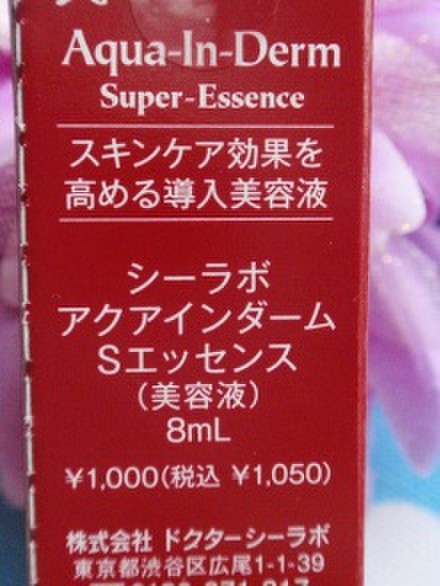 Aqua-In-Derm
Super-Essence
スキンケア効果を
高める導入美容液
シーラボ
アクアインダーム
Sエッセンス
(美容液)
8mL
¥1,000(税込 ¥1,050)
株式会社 ドクターシーラボ
東京都渋谷区広尾1-1-39